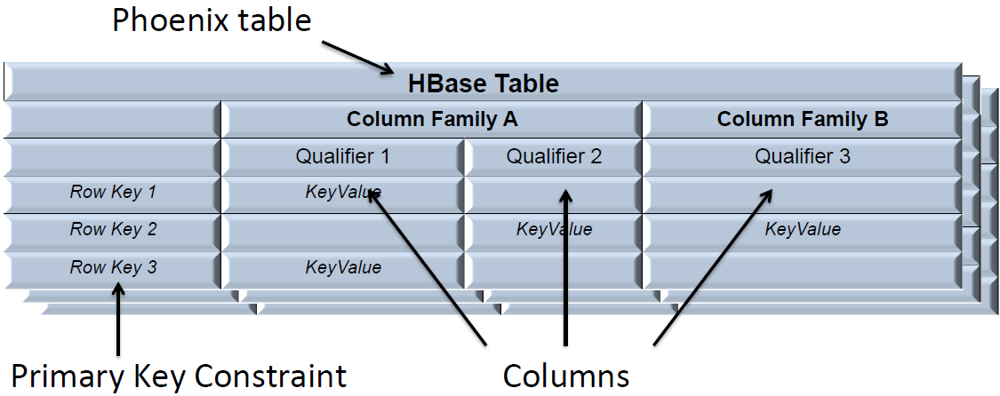 Phoenix table
HBase Table
Column Family A Column Family B
Qualifier 1 Qualifier 2 Qualifier 3
Row Key 1 KeyValue
Row Key 2 KeyValue KeyValue
Row Key 3 KeyValue
Primary Key Constraint Columns